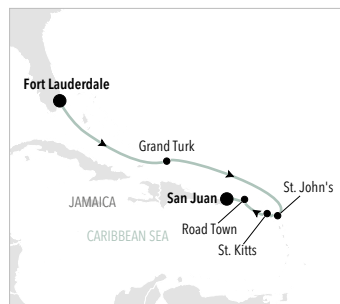 Fort Lauderdale
Grand Turk
St. John's
JAMAICA
San Juan
Road Town
CARIBBEAN SEA
St. Kitts